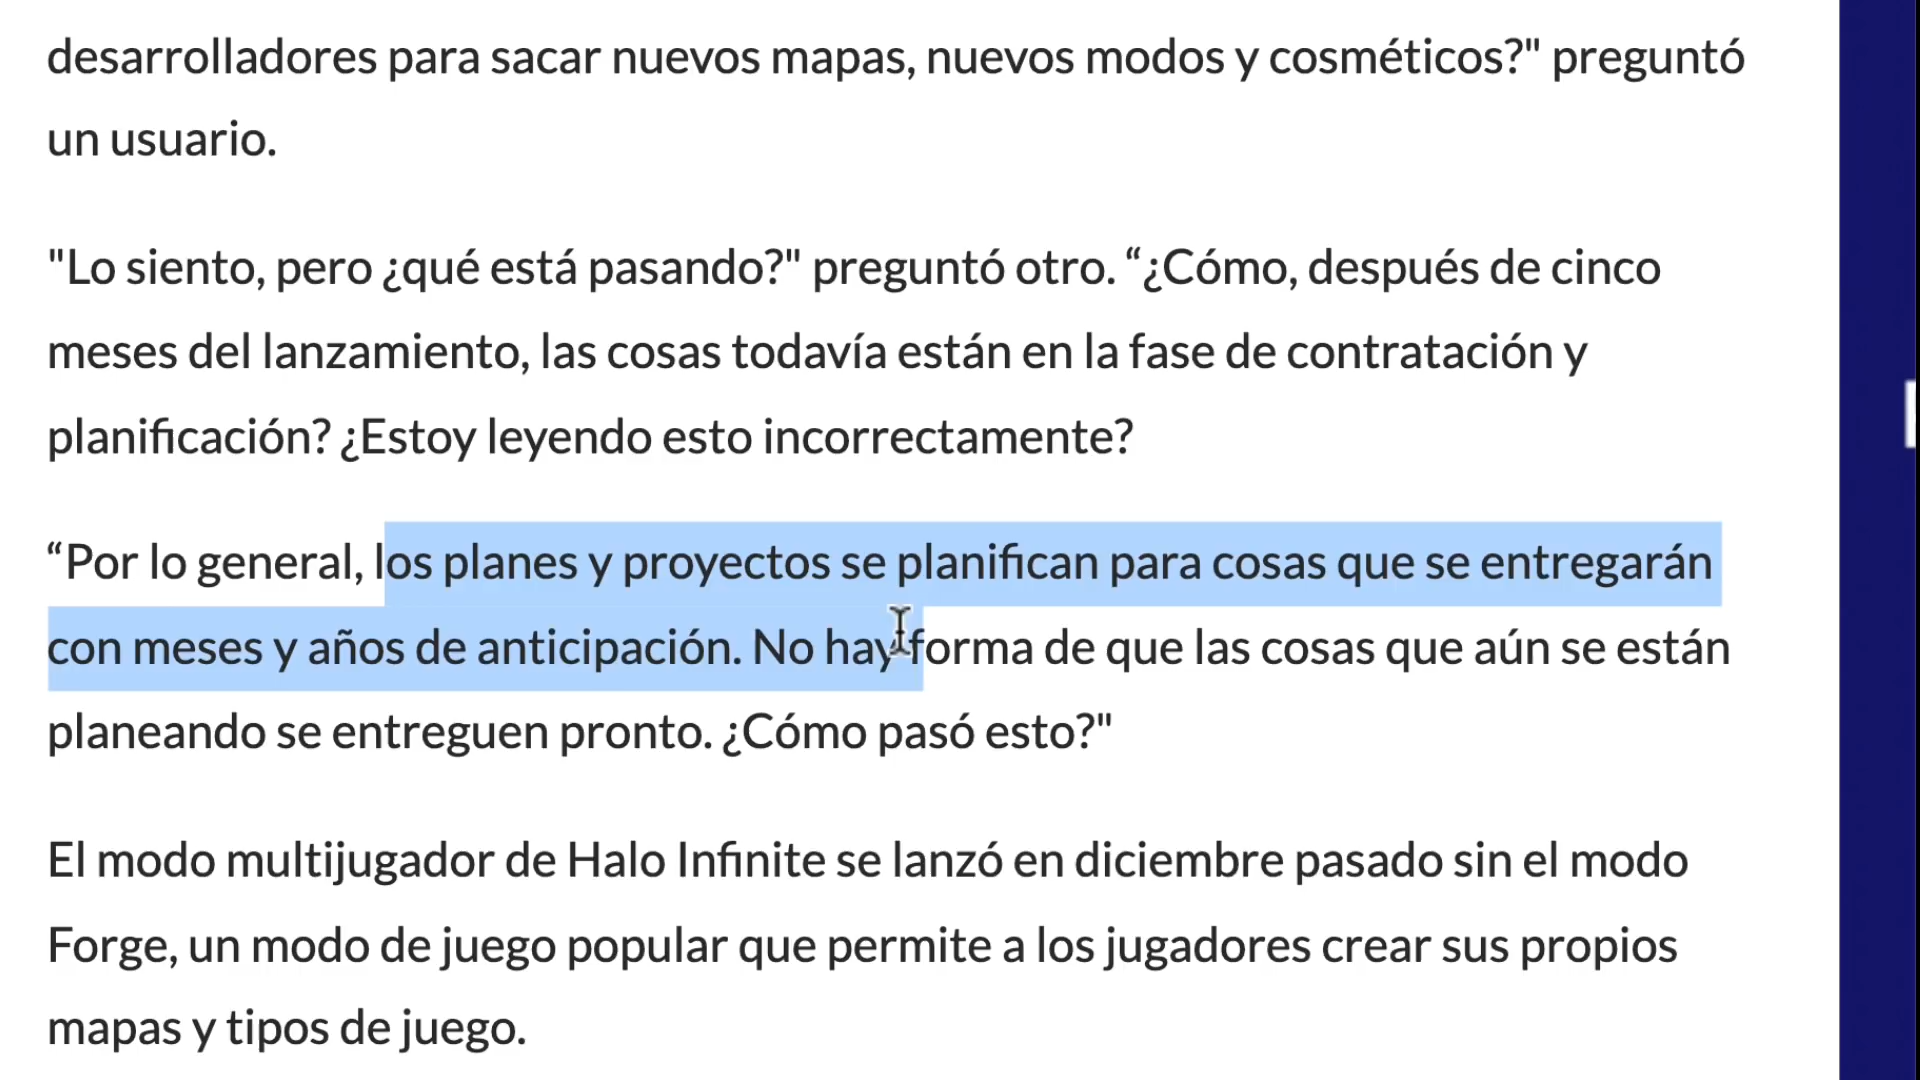 desarrolladores para sacar nuevos mapas, nuevos modos y cosméticos?" preguntó
un usuario.
"Lo siento, pero ¿qué está pasando?" preguntó otro. “¿Cómo, después de cinco
meses del lanzamiento, las cosas todavía están en la fase de contratación y
planificación? ¿Estoy leyendo esto incorrectamente?
“Por lo general, los planes y proyectos se planifican para cosas que se entregarán
con meses y años de anticipación. No hay forma de que las cosas que aún se están
planeando se entreguen pronto. ¿Cómo pasó esto?"
El modo multijugador de Halo Infinite se lanzó en diciembre pasado sin el modo
Forge, un modo de juego popular que permite a los jugadores crear sus propios
mapas y tipos de juego.